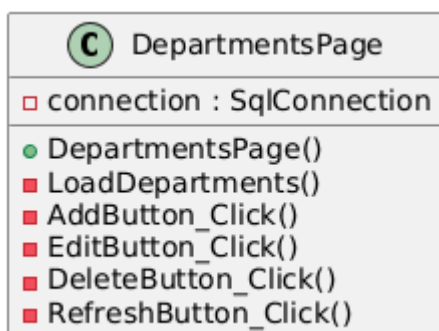 C DepartmentsPage
connection : SqlConnection
DepartmentsPage()
LoadDepartments()
AddButton_Click()
EditButton_Click()
DeleteButton_Click()
RefreshButton_Click()